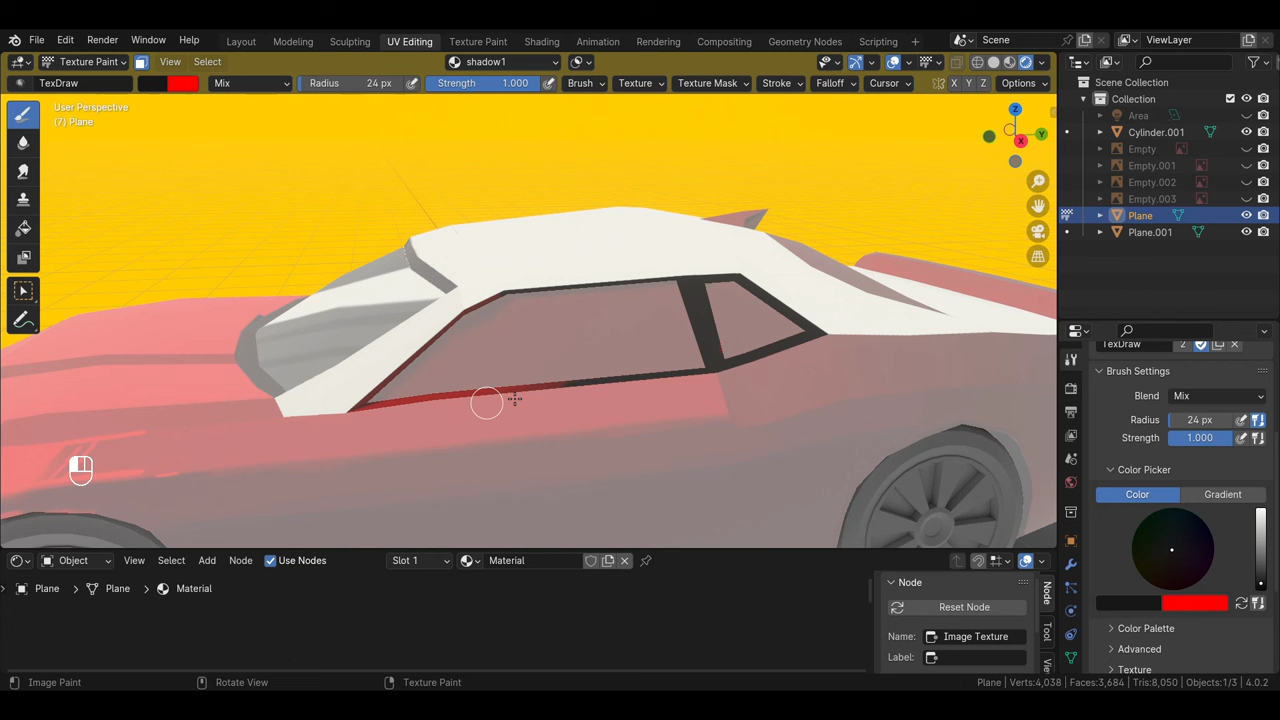 File Edit Render Window Help Layout Modeling Sculpting UV Editing Texture Paint Shading Animation Rendering Compositing Geometry Nodes Scripting + Scene ViewLayer
Texture Paint View Select shadow1
TexDraw Mix Radius 24 px Strength 1.000 Brush Texture Texture Mask Stroke Falloff Cursor X Y Z Options
User Perspective
(7) Plane
Z
Y
X
Scene Collection
Collection
Area
Cylinder.001
Empty
Empty.001
Empty.002
Empty.003
Plane
Plane.001
TexDraw 2
Brush Settings
Blend Mix
Radius 24 px
Strength 1.000
Color Picker
Color Gradient
Color Palette
Advanced
Texture
Object View Select Add Node Use Nodes Slot 1 Material
Plane > Plane > Material
Node
Reset Node
Name: Image Texture
Label:
Node
Tool
Image Paint Rotate View Texture Paint Plane | Verts:4,038 | Faces:3,684 | Tris:8,050 | Objects:1/3 | 4.0.2